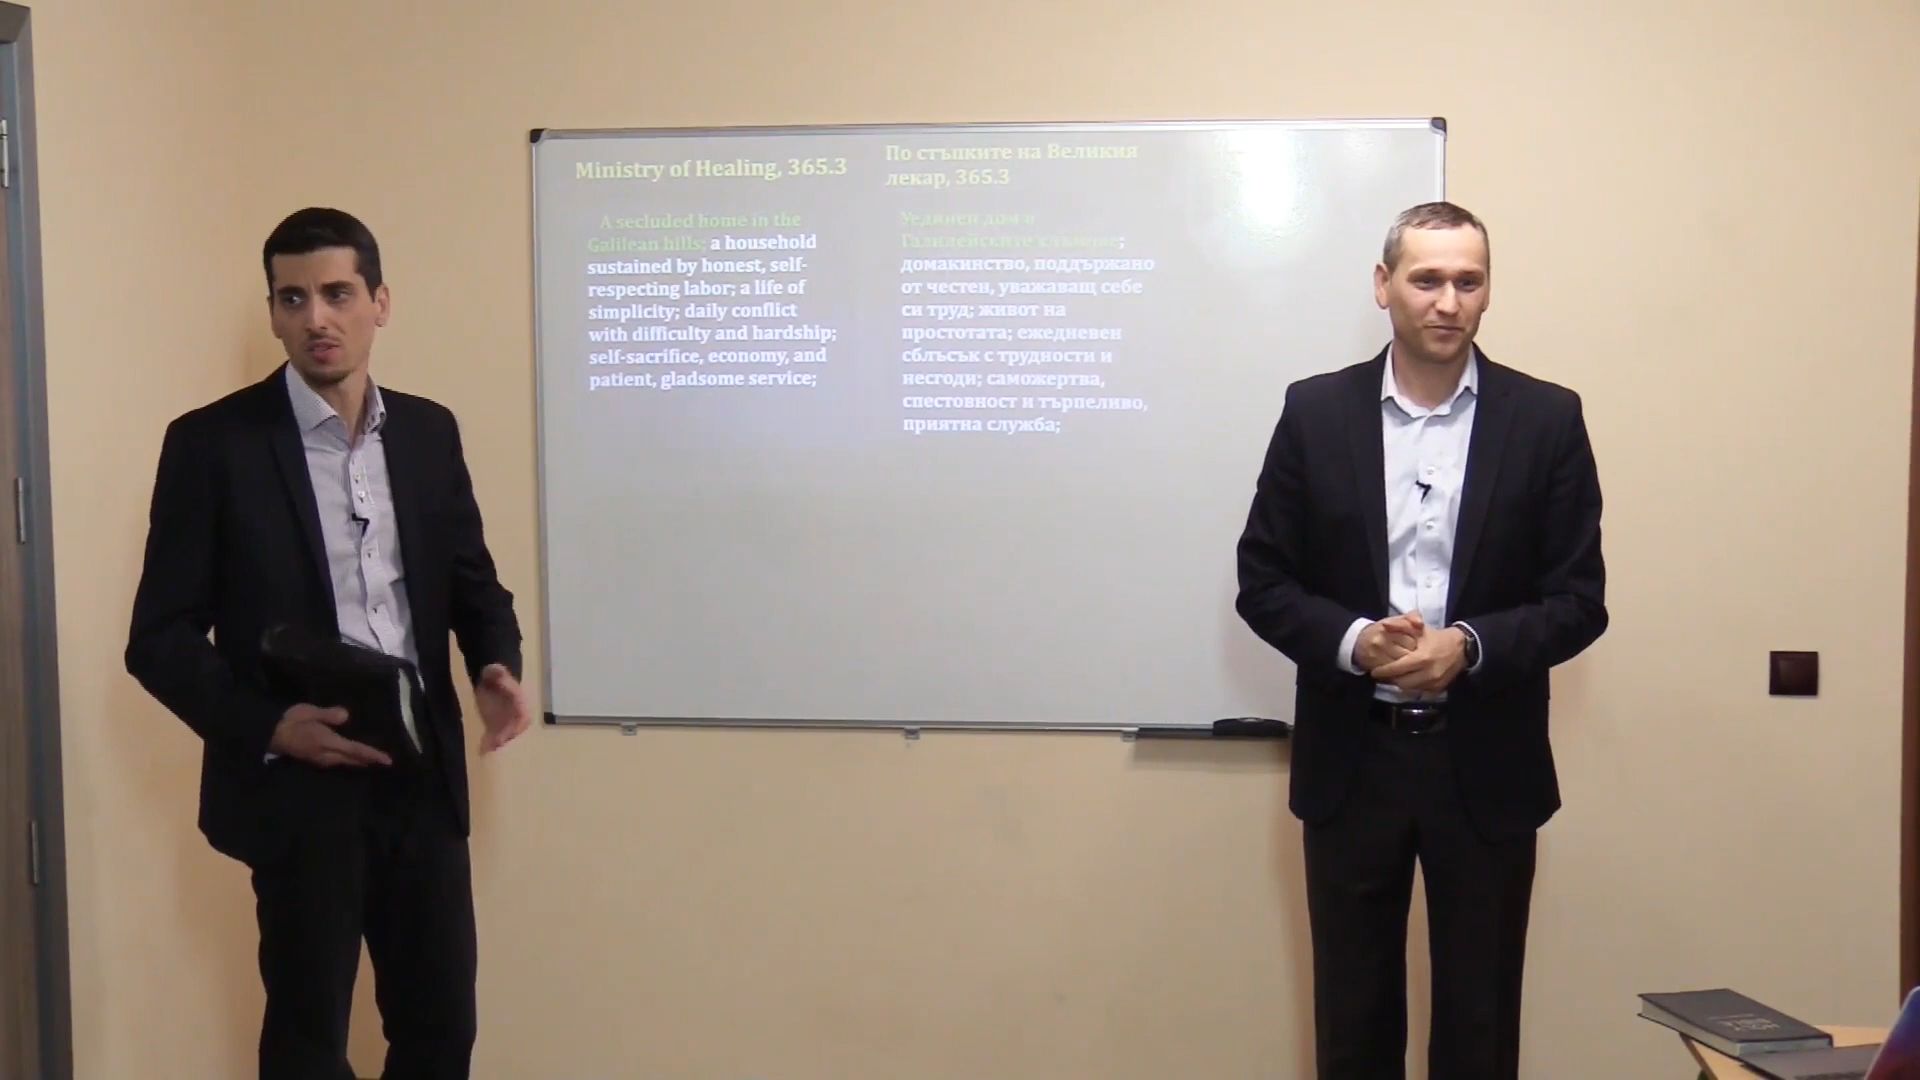 Ministry of Healing, 365.3
A secluded home in the
Galilean hills; a household
sustained by honest, self-
respecting labor; a life of
simplicity; daily conflict
with difficulty and hardship;
self-sacrifice, economy, and
patient, gladsome service;
По стъпките на Великия
лекар, 365.3
Уединен дом в
Галилейските хълмове;
домакинство, поддържано
от честен, уважаващ себе
си труд; живот на
простотата; ежедневен
сблъсък с трудности и
несгоди; саможертва,
спестовност и търпеливо,
приятна служба;